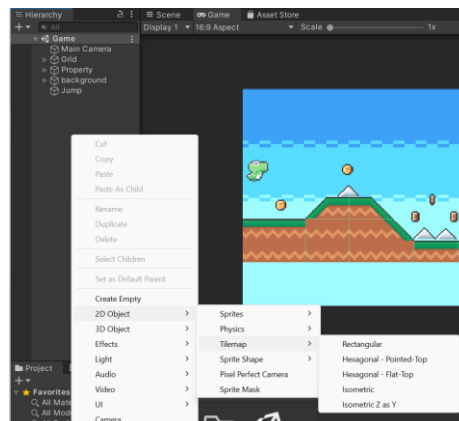 Hierarchy
All
Game
Main Camera
Grid
Property
background
Jump
Scene
Game
Asset Store
Display 1
16:9 Aspect
Scale
1x
Cut
Copy
Paste
Paste As Child
Rename
Duplicate
Delete
Select Children
Set as Default Parent
Create Empty
2D Object
3D Object
Effects
Light
Audio
Video
UI
Camera
Sprites
Physics
Tilemap
Sprite Shape
Pixel Perfect Camera
Sprite Mask
Rectangular
Hexagonal - Pointed-Top
Hexagonal - Flat-Top
Isometric
Isometric Z as Y
Project
Favorites
All Mate
All Mod